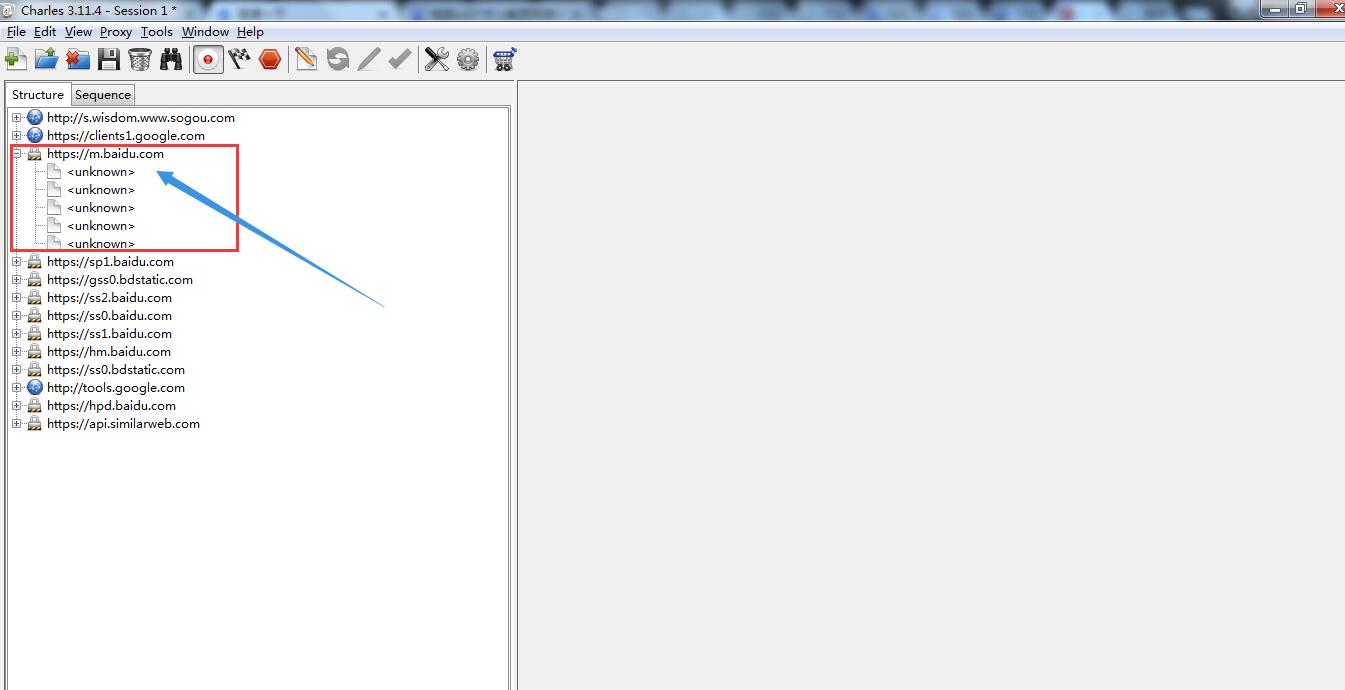 Charles 3.11.4 - Session 1 *
File Edit View Proxy Tools Window Help
Structure Sequence
http://s.wisdom.www.sogou.com
https://clients1.google.com
https://m.baidu.com
<unknown>
<unknown>
<unknown>
<unknown>
<unknown>
https://sp1.baidu.com
https://gss0.bdstatic.com
https://ss2.baidu.com
https://ss0.baidu.com
https://ss1.baidu.com
https://hm.baidu.com
https://ss0.bdstatic.com
http://tools.google.com
https://hpd.baidu.com
https://api.similarweb.com